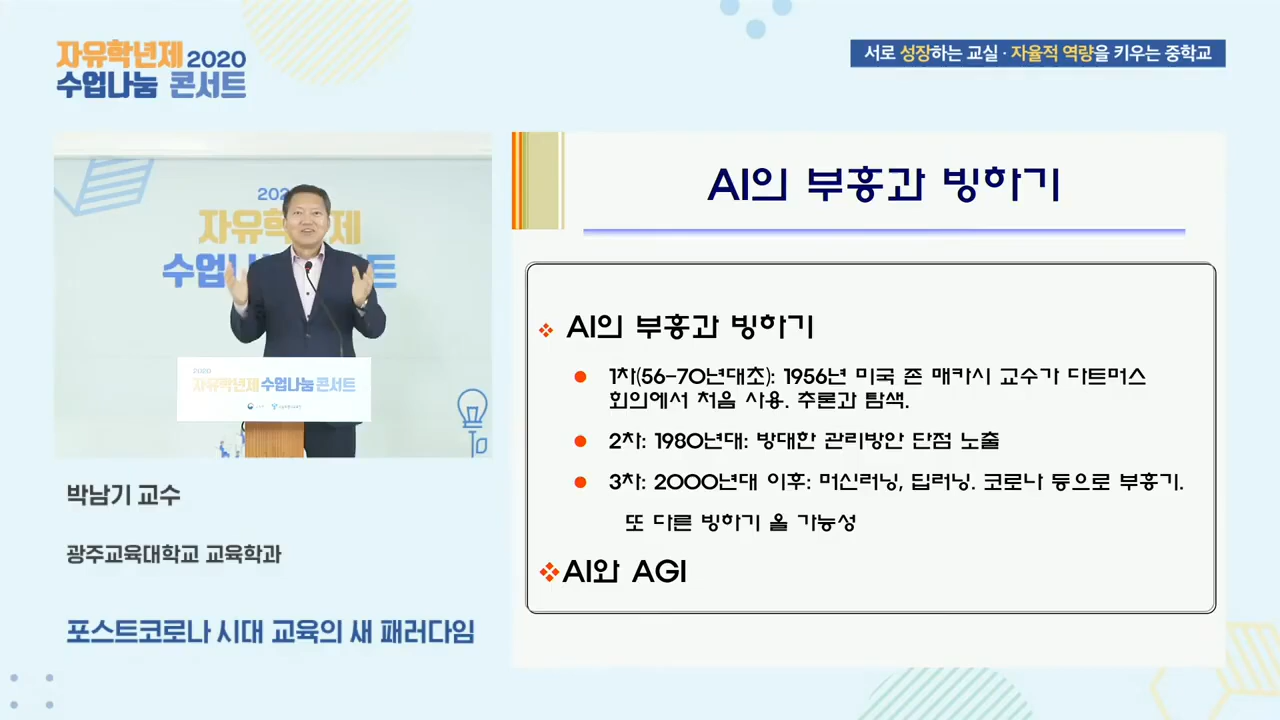 자유학년제 2020
수업나눔 콘서트
서로 성장하는 교실 · 자율적 역량을 키우는 중학교
202
자유학 제
수업 트
2020
자유학년제 수업나눔 콘서트
박남기 교수
광주교육대학교 교육학과
포스트코로나 시대 교육의 새 패러다임
AI의 부흥과 빙하기
❖ AI의 부흥과 빙하기
● 1차(56-70년대초): 1956년 미국 존 매카시 교수가 다트머스
회의에서 처음 사용. 추론과 탐색.
● 2차: 1980년대: 방대한 관리방안 단점 노출
● 3차: 2000년대 이후: 머신러닝, 딥러닝. 코로나 등으로 부흥기.
또 다른 빙하기 올 가능성
❖AI와 AGI